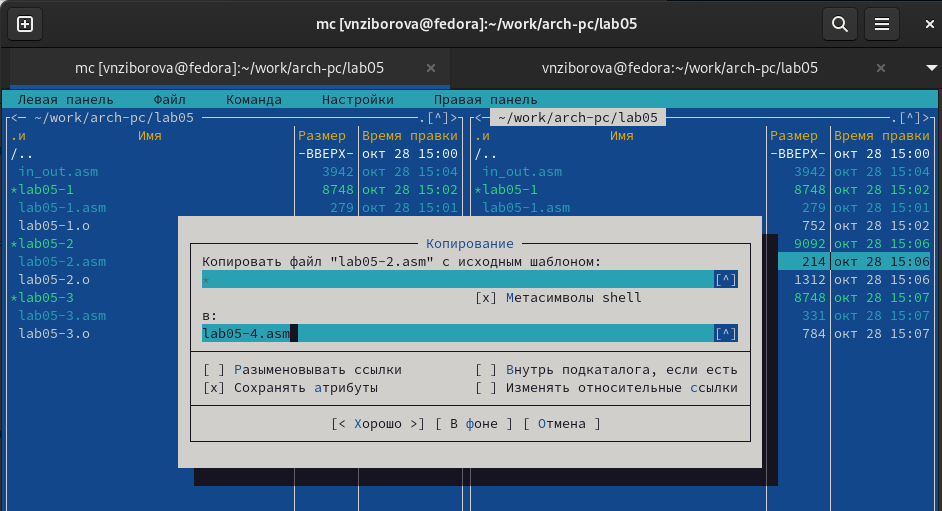 mc [vnziborova@fedora]:~/work/arch-pc/lab05
mc [vnziborova@fedora]:~/work/arch-pc/lab05 × vnziborova@fedora:~/work/arch-pc/lab05 ×
Левая панель Файл Команда Настройки Правая панель
<— ~/work/arch-pc/lab05 .[^]> <— ~/work/arch-pc/lab05 .[^]>
.и Имя Размер Время правки .и Имя Размер Время правки
/.. -ВВЕРХ- окт 28 15:00 /.. -ВВЕРХ- окт 28 15:00
in_out.asm 3942 окт 28 15:04 in_out.asm 3942 окт 28 15:04
*lab05-1 8748 окт 28 15:02 *lab05-1 8748 окт 28 15:02
lab05-1.asm 279 окт 28 15:01 lab05-1.asm 279 окт 28 15:01
lab05-1.o 752 окт 28 15:02
*lab05-2 Копирование 9092 окт 28 15:06
lab05-2.asm Копировать файл "lab05-2.asm" с исходным шаблоном: 214 окт 28 15:06
lab05-2.o * [^] 1312 окт 28 15:06
*lab05-3 [x] Метасимволы shell 8748 окт 28 15:07
lab05-3.asm в: 331 окт 28 15:07
lab05-3.o lab05-4.asm [^] 784 окт 28 15:07
[ ] Разыменовывать ссылки [ ] Внутрь подкаталога, если есть
[x] Сохранять атрибуты [ ] Изменять относительные ссылки
[< Хорошо >] [ В фоне ] [ Отмена ]